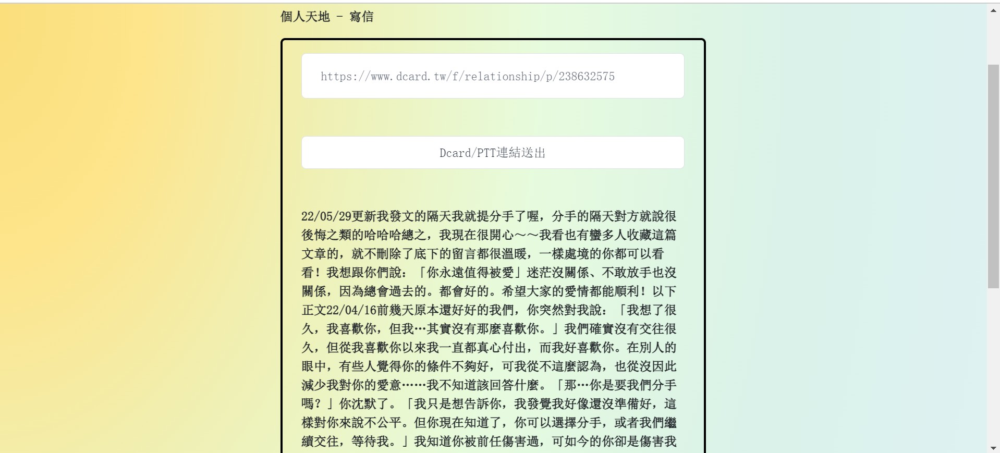 個人天地 - 寫信
https://www.dcard.tw/f/relationship/p/238632575
Dcard/PTT連結送出
22/05/29更新我發文的隔天我就提分手了喔，分手的隔天對方就說很
後悔之類的哈哈哈總之，我現在很開心～～我看也有蠻多人收藏這篇
文章的，就不刪除了底下的留言都很溫暖，一樣處境的你都可以看
看！我想跟你們說：「你永遠值得被愛」迷茫沒關係、不敢放手也沒
關係，因為總會過去的。都會好的。希望大家的愛情都能順利！以下
正文22/04/16前幾天原本還好好的我們，你突然對我說：「我想了很
久，我喜歡你，但我…其實沒有那麼喜歡你。」我們確實沒有交往很
久，但從我喜歡你以來我一直都真心付出，而我好喜歡你。在別人的
眼中，有些人覺得你的條件不夠好，可我從不這麼認為，也從沒因此
減少我對你的愛意……我不知道該回答什麼。「那…你是要我們分手
嗎？」你沈默了。「我只是想告訴你，我發覺我好像還沒準備好，這
樣對你來說不公平。但你現在知道了，你可以選擇分手，或者我們繼
續交往，等待我。」我知道你被前任傷害過，可如今的你卻是傷害我